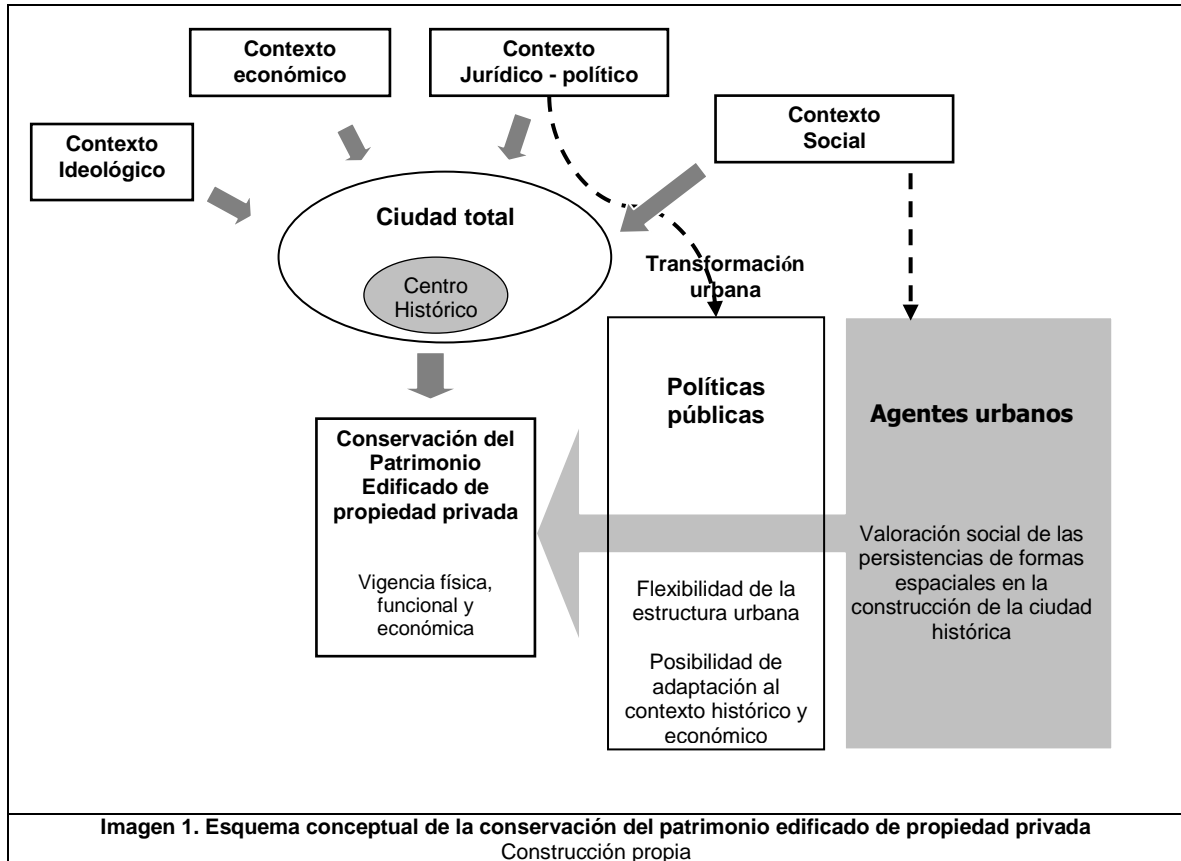 Contexto
económico
Contexto
Jurídico - político
Contexto
Social
Contexto
Ideológico
Ciudad total
Centro
Histórico
Transformación
urbana
Políticas
públicas
Agentes urbanos
Conservación del
Patrimonio
Edificado de
propiedad privada
Vigencia física,
funcional y
económica
Flexibilidad de la
estructura urbana
Posibilidad de
adaptación al
contexto histórico y
económico
Valoración social de las
persistencias de formas
espaciales en la
construcción de la ciudad
histórica
Imagen 1. Esquema conceptual de la conservación del patrimonio edificado de propiedad privada
Construcción propia